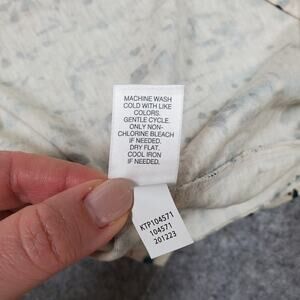 MACHINE WASH
COLD WITH LIKE
COLORS.
GENTLE CYCLE.
ONLY NON-
CHLORINE BLEACH
IF NEEDED.
DRY FLAT.
COOL IRON
IF NEEDED.
KTP104571
104571
201223